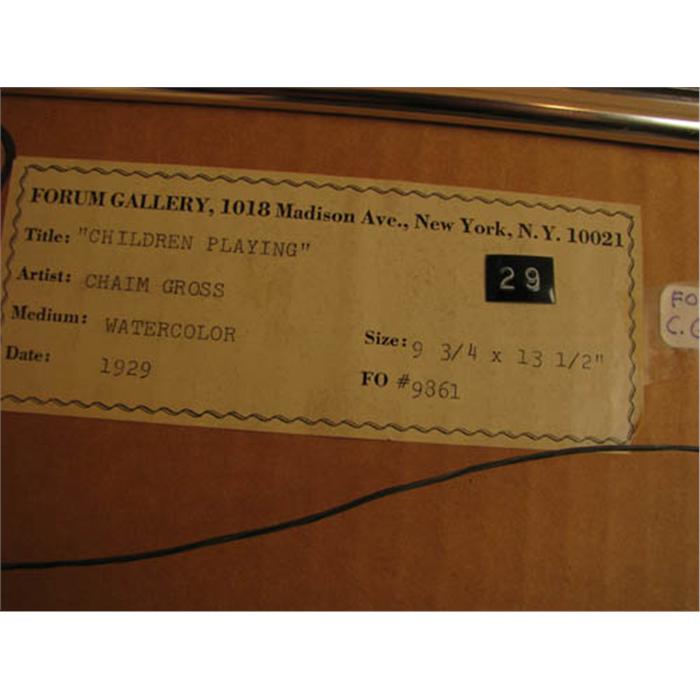 FORUM GALLERY, 1018 Madison Ave., New York, N.Y. 10021
Title: "CHILDREN PLAYING"
29
Artist: CHAIM GROSS
Medium: WATERCOLOR
Size: 9 3/4 x 13 1/2"
Date: 1929
FO #9861
FO
C.